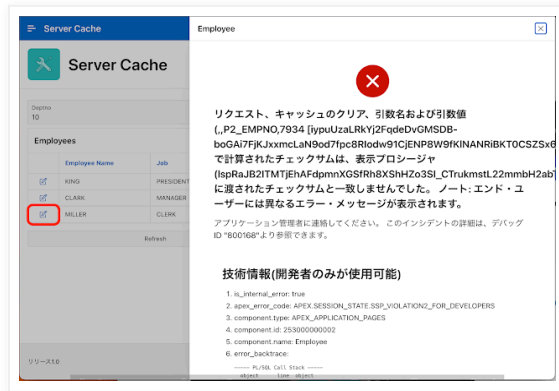 Server Cache
Server Cache
Deptno
10
Employees
Employee Name Job
KING PRESIDENT
CLARK MANAGER
MILLER CLERK
Refresh
リリース1.0
Employee
リクエスト、キャッシュのクリア、引数名および引数値
(,,P2_EMPNO,7934 [iypuUzaLRkYj2FqdeDvGMSDB-
で計算されたチェックサムは、表示プロシージャ
に渡されたチェックサムと一致しませんでした。 ノート: エンド・ユ
ーザーには異なるエラー・メッセージが表示されます。
アプリケーション管理者に連絡してください。 このインシデントの詳細は、デバッグ
ID "800168"より参照できます。
技術情報(開発者のみが使用可能)
1. is_internal_error: true
2. apex_error_code: APEX.SESSION_STATE.SSP_VIOLATION2_FOR_DEVELOPERS
3. component.type: APEX_APPLICATION_PAGES
4. component.id: 253000000002
5. component.name: Employee
6. error_backtrace:
----- PL/SQL Call Stack -----
object line object